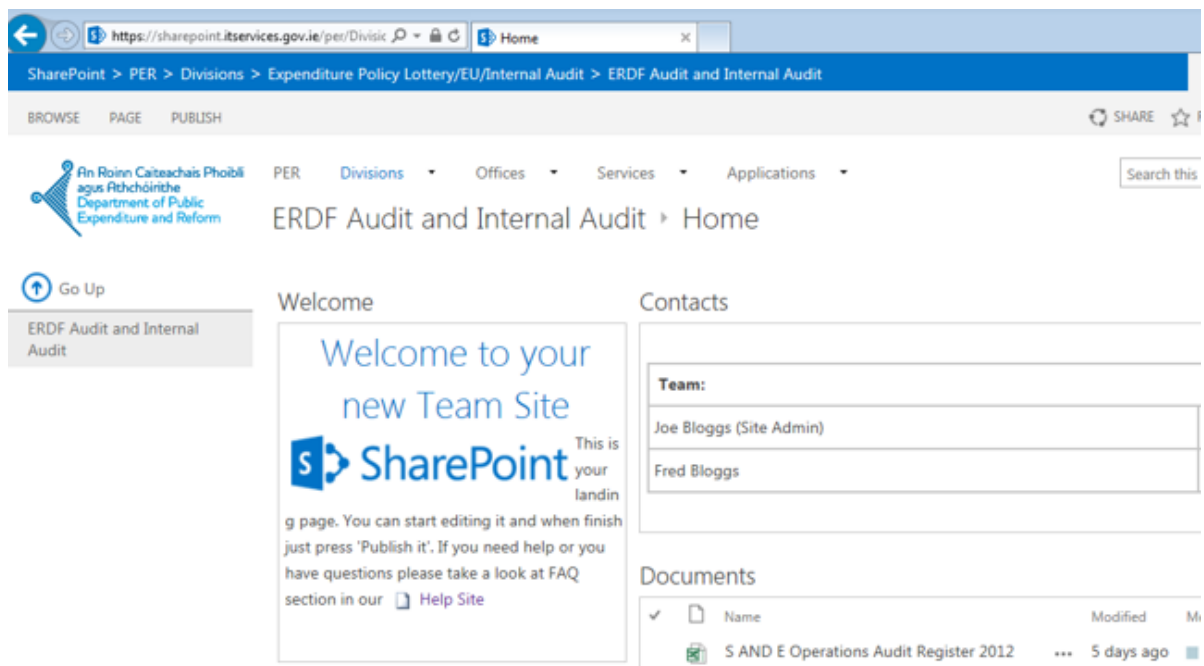 https://sharepoint.itservices.gov.ie/per/Divisic
Home
SharePoint > PER > Divisions > Expenditure Policy Lottery/EU/Internal Audit > ERDF Audit and Internal Audit
BROWSE PAGE PUBLISH
SHARE
An Roinn Caiteachais Phoiblí
agus Athchóirithe
Department of Public
Expenditure and Reform
PER Divisions Offices Services Applications
Search this
ERDF Audit and Internal Audit ▸ Home
Go Up
ERDF Audit and Internal
Audit
Welcome
Welcome to your
new Team Site
S SharePoint
This is
your
landin
g page. You can start editing it and when finish
just press 'Publish it'. If you need help or you
have questions please take a look at FAQ
section in our Help Site
Contacts
Team:
Joe Bloggs (Site Admin)
Fred Bloggs
Documents
Name Modified
S AND E Operations Audit Register 2012 ... 5 days ago